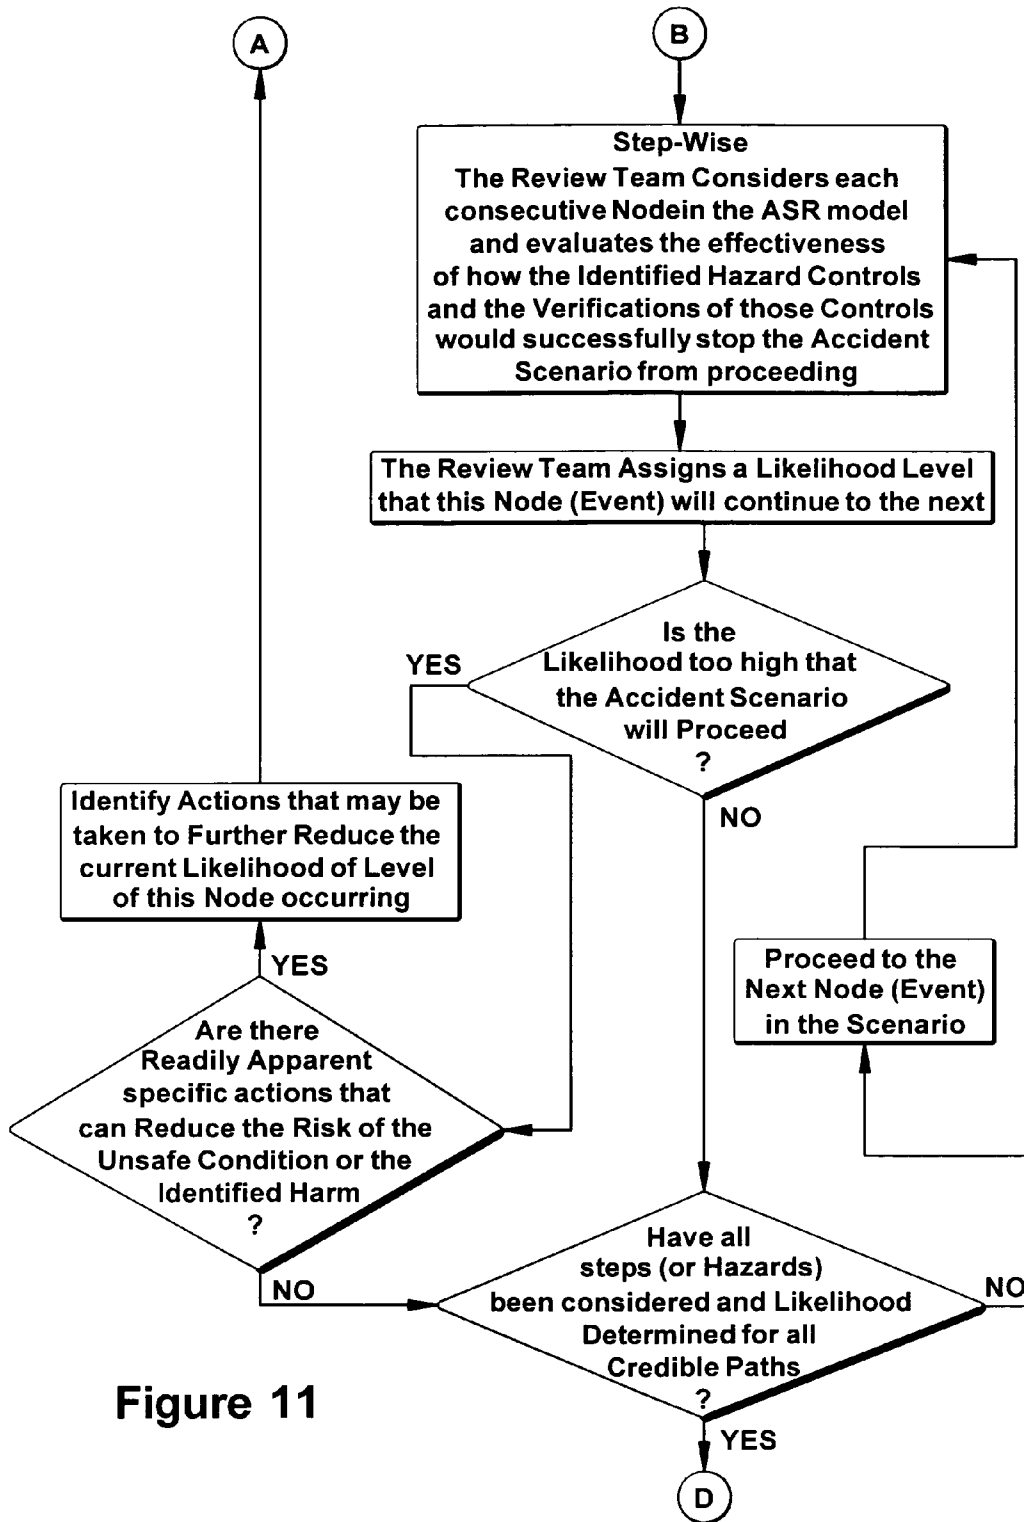 A
B
Step-Wise
The Review Team Considers each
consecutive Nodein the ASR model
and evaluates the effectiveness
of how the Identified Hazard Controls
and the Verifications of those Controls
would successfully stop the Accident
Scenario from proceeding
The Review Team Assigns a Likelihood Level
that this Node (Event) will continue to the next
Is the
Likelihood too high that
the Accident Scenario
will Proceed
?
YES
NO
Identify Actions that may be
taken to Further Reduce the
current Likelihood of Level
of this Node occurring
YES
Are there
Readily Apparent
specific actions that
can Reduce the Risk of the
Unsafe Condition or the
Identified Harm
?
NO
Proceed to the
Next Node (Event)
in the Scenario
Have all
steps (or Hazards)
been considered and Likelihood
Determined for all
Credible Paths
?
NO
YES
D
Figure 11